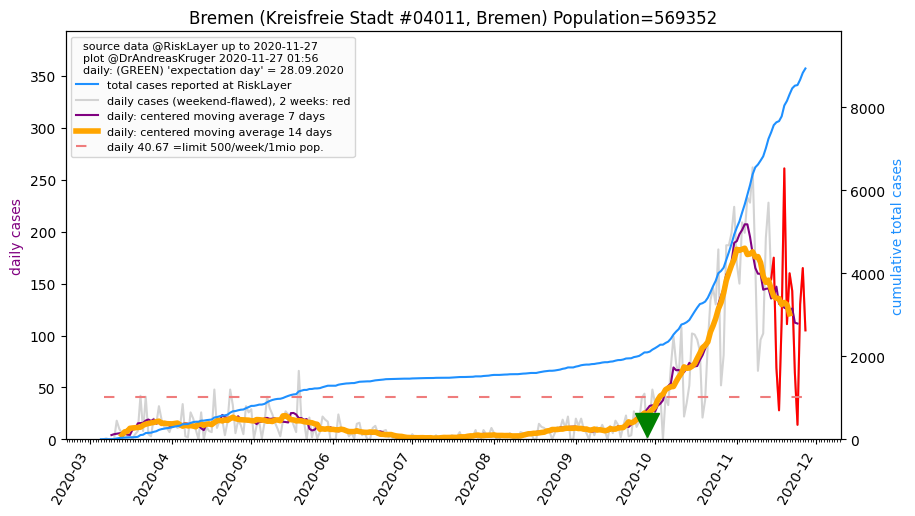 Bremen (Kreisfreie Stadt #04011, Bremen) Population=569352
source data @RiskLayer up to 2020-11-27
plot @DrAndreasKruger 2020-11-27 01:56
daily: (GREEN) 'expectation day' = 28.09.2020
total cases reported at RiskLayer
daily cases (weekend-flawed), 2 weeks: red
daily: centered moving average 7 days
daily: centered moving average 14 days
daily 40.67 =limit 500/week/1mio pop.
daily cases
350
300
250
200
150
100
50
0
8000
6000
4000
2000
0
cumulative total cases
2020-03
2020-04
2020-05
2020-06
2020-07
2020-08
2020-09
2020-10
2020-11
2020-12